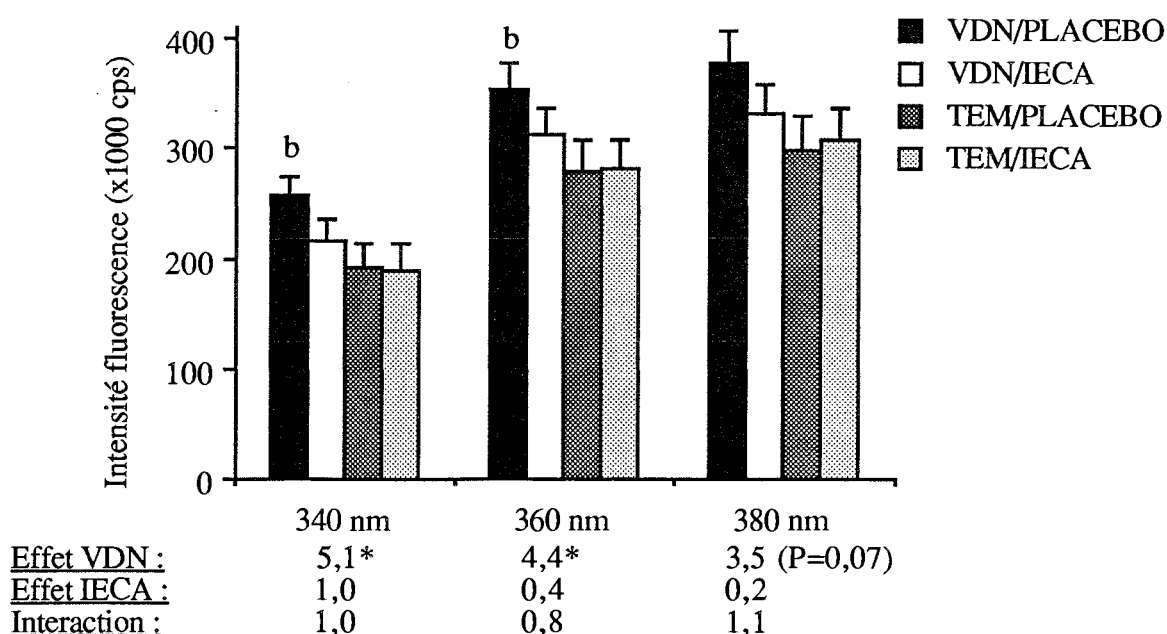 Intensité fluorescence (x1000 cps)
400
300
200
100
0
b
b
VDN/PLACEBO
VDN/IECA
TEM/PLACEBO
TEM/IECA
340 nm 360 nm 380 nm
Effet VDN : 5,1* 4,4* 3,5 (P=0,07)
Effet IECA : 1,0 0,4 0,2
Interaction : 1,0 0,8 1,1